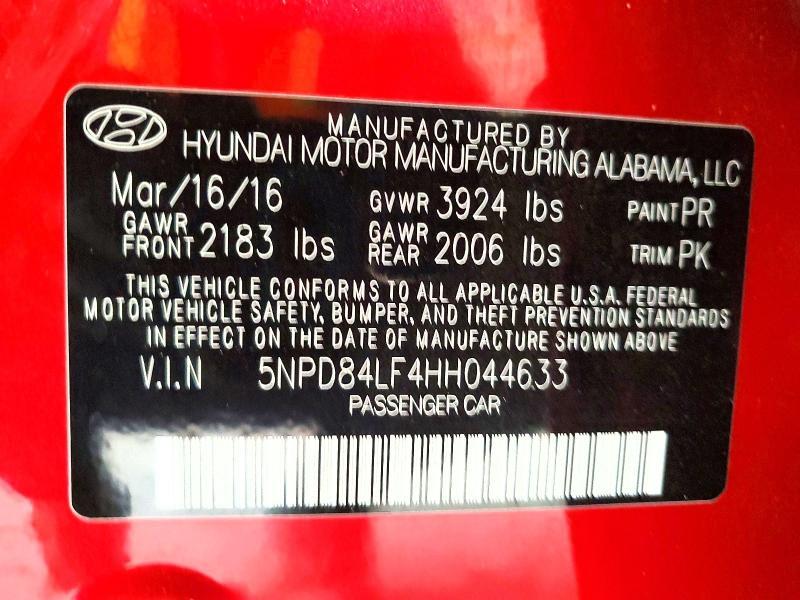 MANUFACTURED BY
HYUNDAI MOTOR MANUFACTURING ALABAMA, LLC
Mar/16/16 GVWR 3924 lbs PAINT PR
GAWR FRONT 2183 lbs GAWR REAR 2006 lbs TRIM PK
THIS VEHICLE CONFORMS TO ALL APPLICABLE U.S.A. FEDERAL
MOTOR VEHICLE SAFETY, BUMPER, AND THEFT PREVENTION STANDARDS
IN EFFECT ON THE DATE OF MANUFACTURE SHOWN ABOVE
V.I.N 5NPD84LF4HH044633
PASSENGER CAR